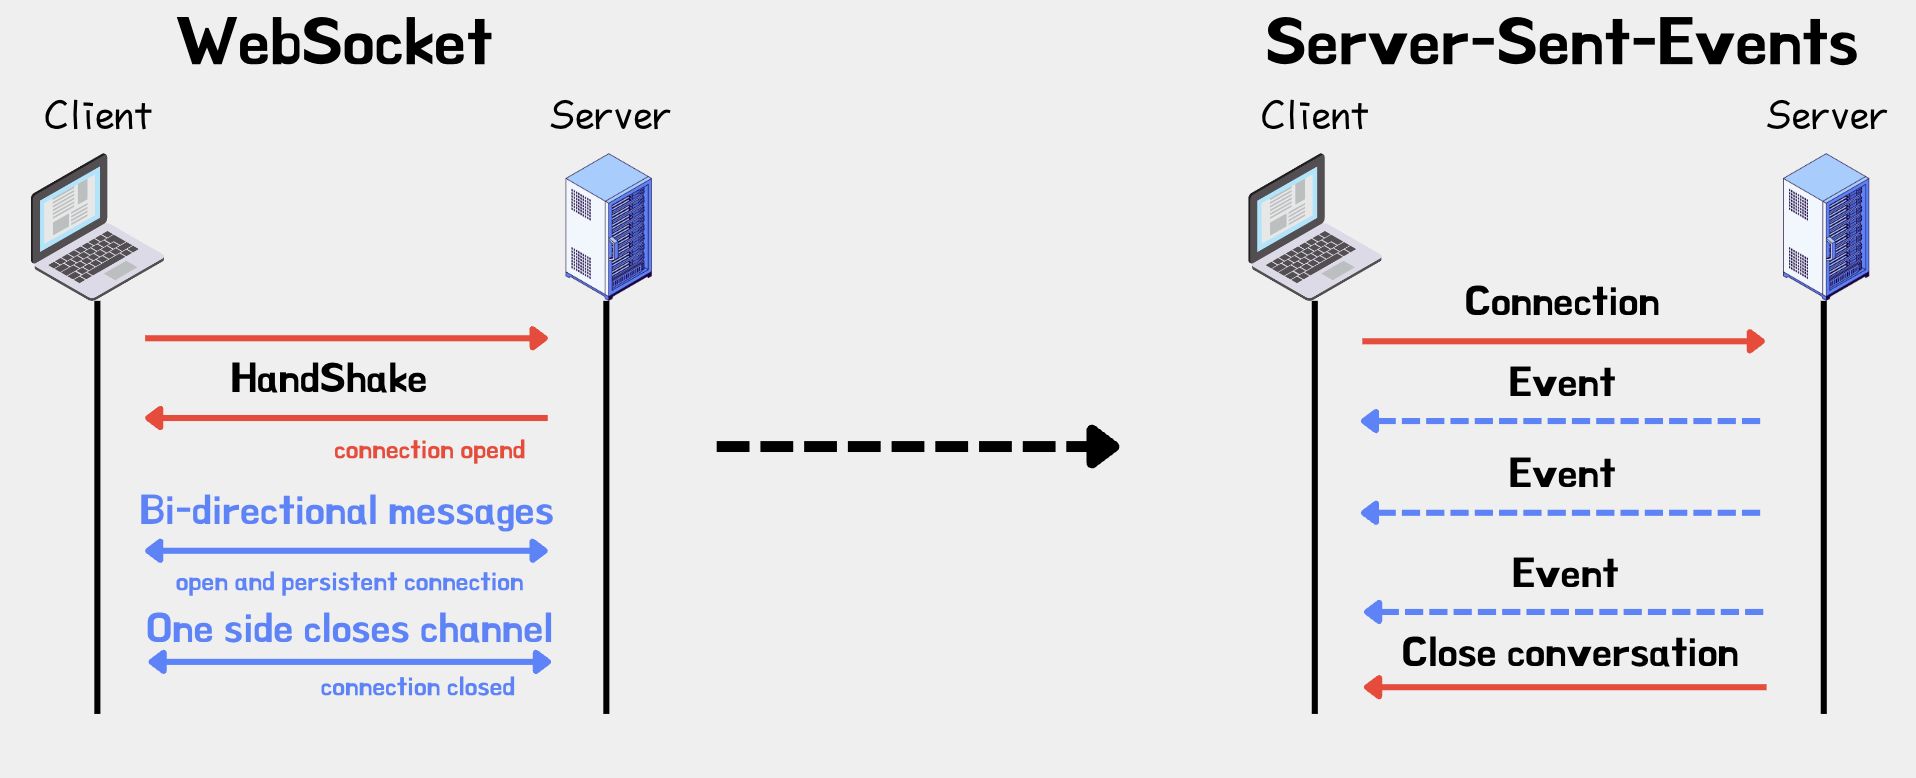 WebSocket
Client
Server
HandShake
connection opend
Bi-directional messages
open and persistent connection
One side closes channel
connection closed
Server-Sent-Events
Client
Server
Connection
Event
Event
Event
Close conversation